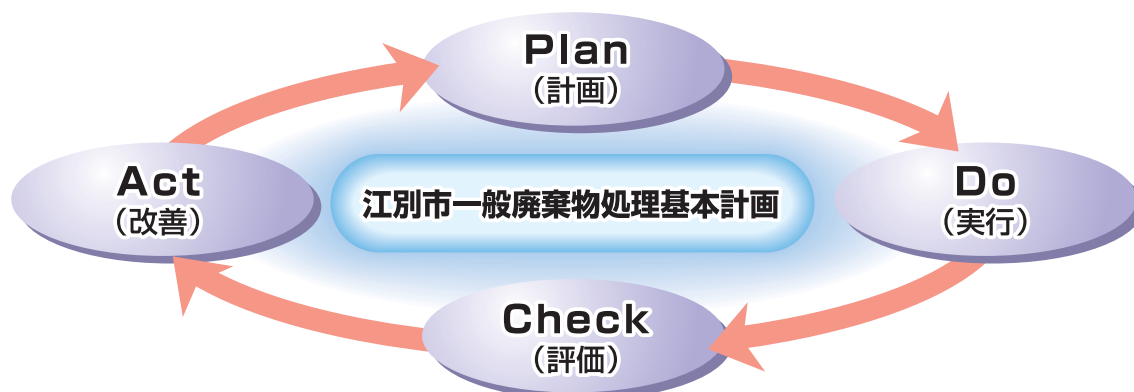 Plan
(計画)
Do
(実行)
Check
(評価)
Act
(改善)
江別市一般廃棄物処理基本計画